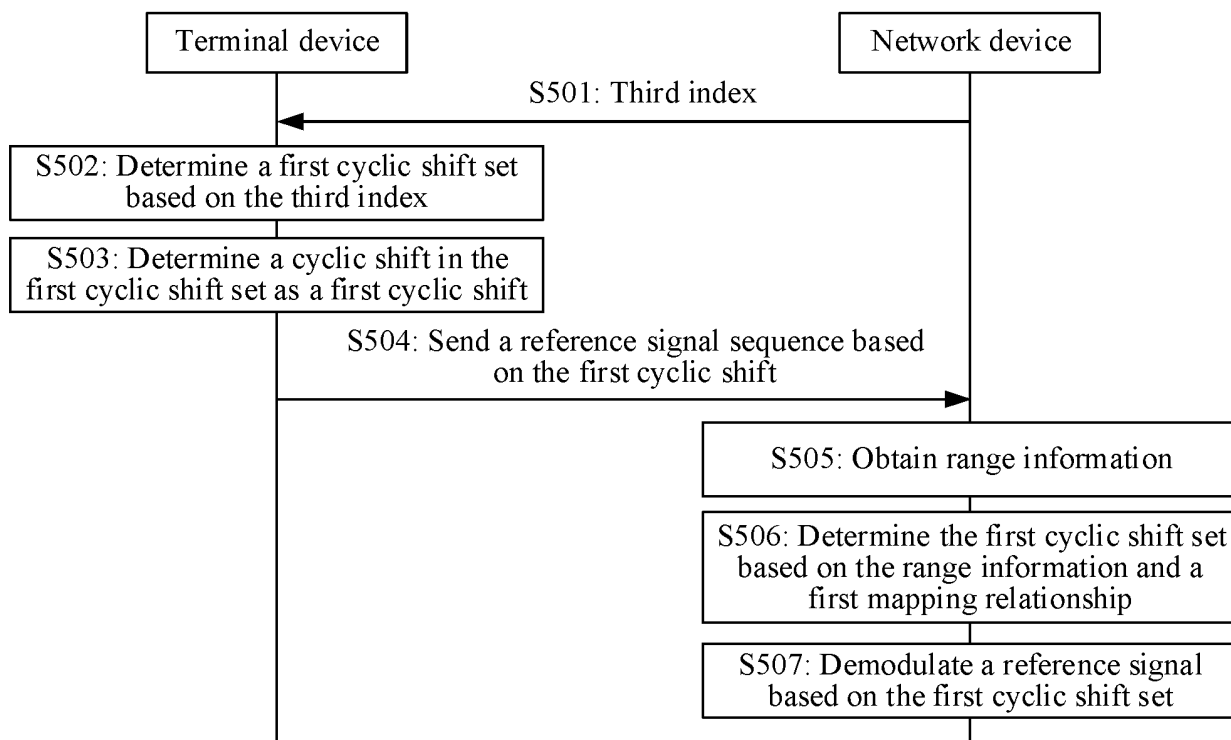 Terminal device
Network device
S501: Third index
S502: Determine a first cyclic shift set
based on the third index
S503: Determine a cyclic shift in the
first cyclic shift set as a first cyclic shift
S504: Send a reference signal sequence based
on the first cyclic shift
S505: Obtain range information
S506: Determine the first cyclic shift set
based on the range information and a
first mapping relationship
S507: Demodulate a reference signal
based on the first cyclic shift set